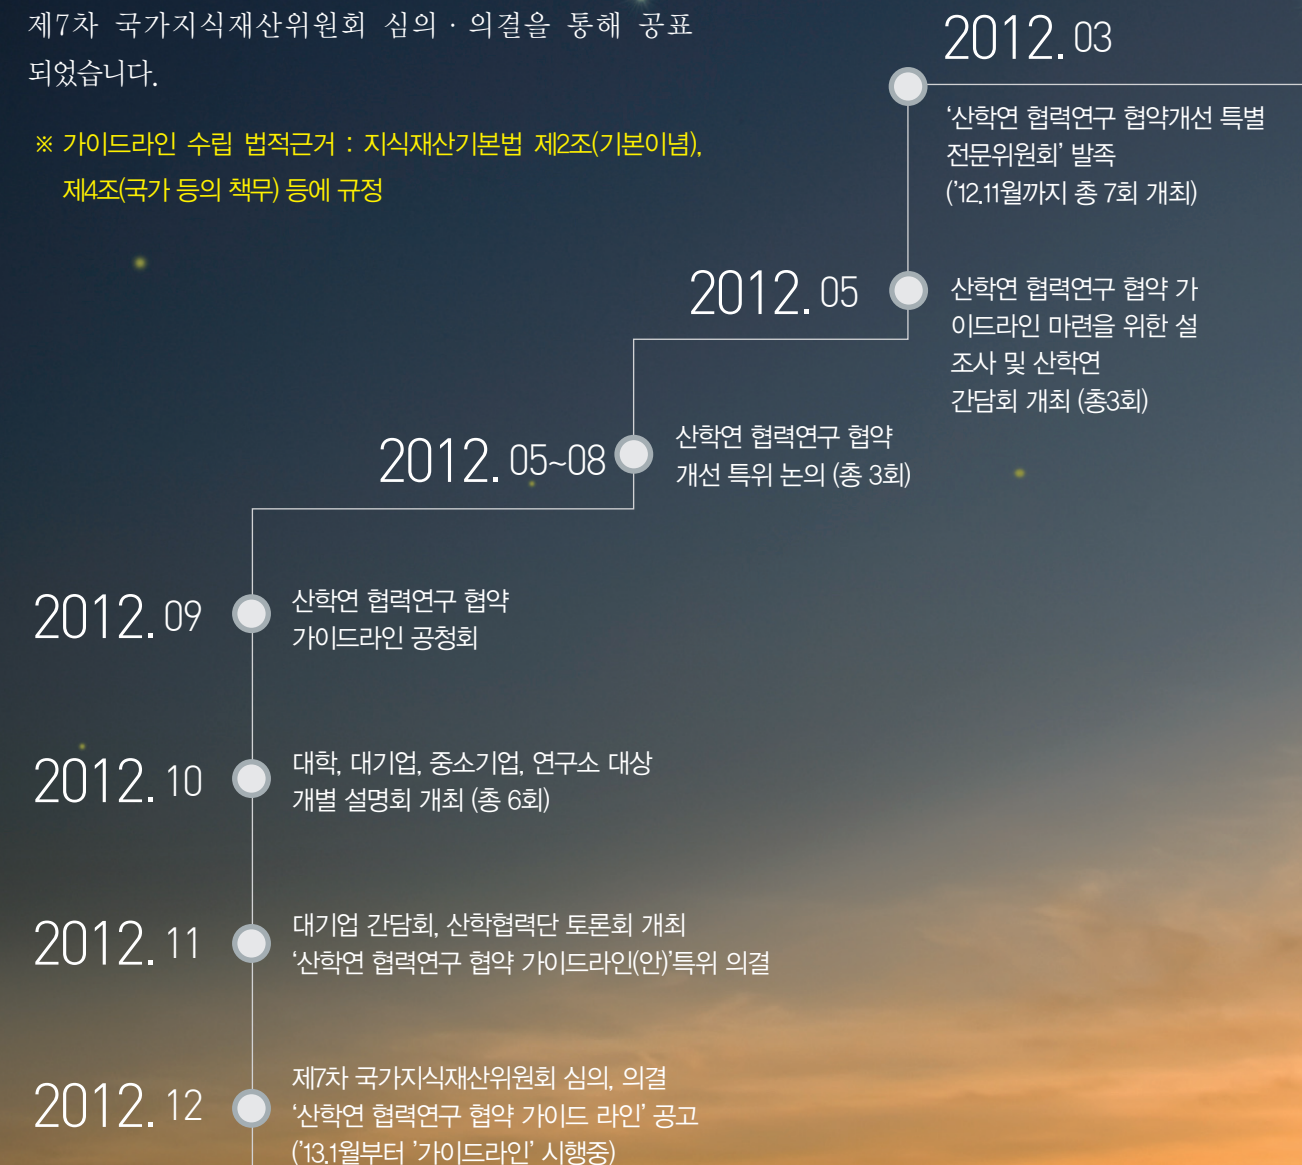 제7차 국가지식재산위원회 심의 · 의결을 통해 공표
되었습니다.
※ 가이드라인 수립 법적근거 : 지식재산기본법 제2조(기본이념),
제4조(국가 등의 책무) 등에 규정
2012. 03
‘산학연 협력연구 협약개선 특별
전문위원회’ 발족
(’12.11월까지 총 7회 개최)
2012. 05
산학연 협력연구 협약 가
이드라인 마련을 위한 설
조사 및 산학연
간담회 개최 (총3회)
2012. 05~08
산학연 협력연구 협약
개선 특위 논의 (총 3회)
2012. 09
산학연 협력연구 협약
가이드라인 공청회
2012. 10
대학, 대기업, 중소기업, 연구소 대상
개별 설명회 개최 (총 6회)
2012. 11
대기업 간담회, 산학협력단 토론회 개최
‘산학연 협력연구 협약 가이드라인(안)’특위 의결
2012. 12
제7차 국가지식재산위원회 심의, 의결
‘산학연 협력연구 협약 가이드 라인’ 공고
(’13.1월부터 ’가이드라인’ 시행중)